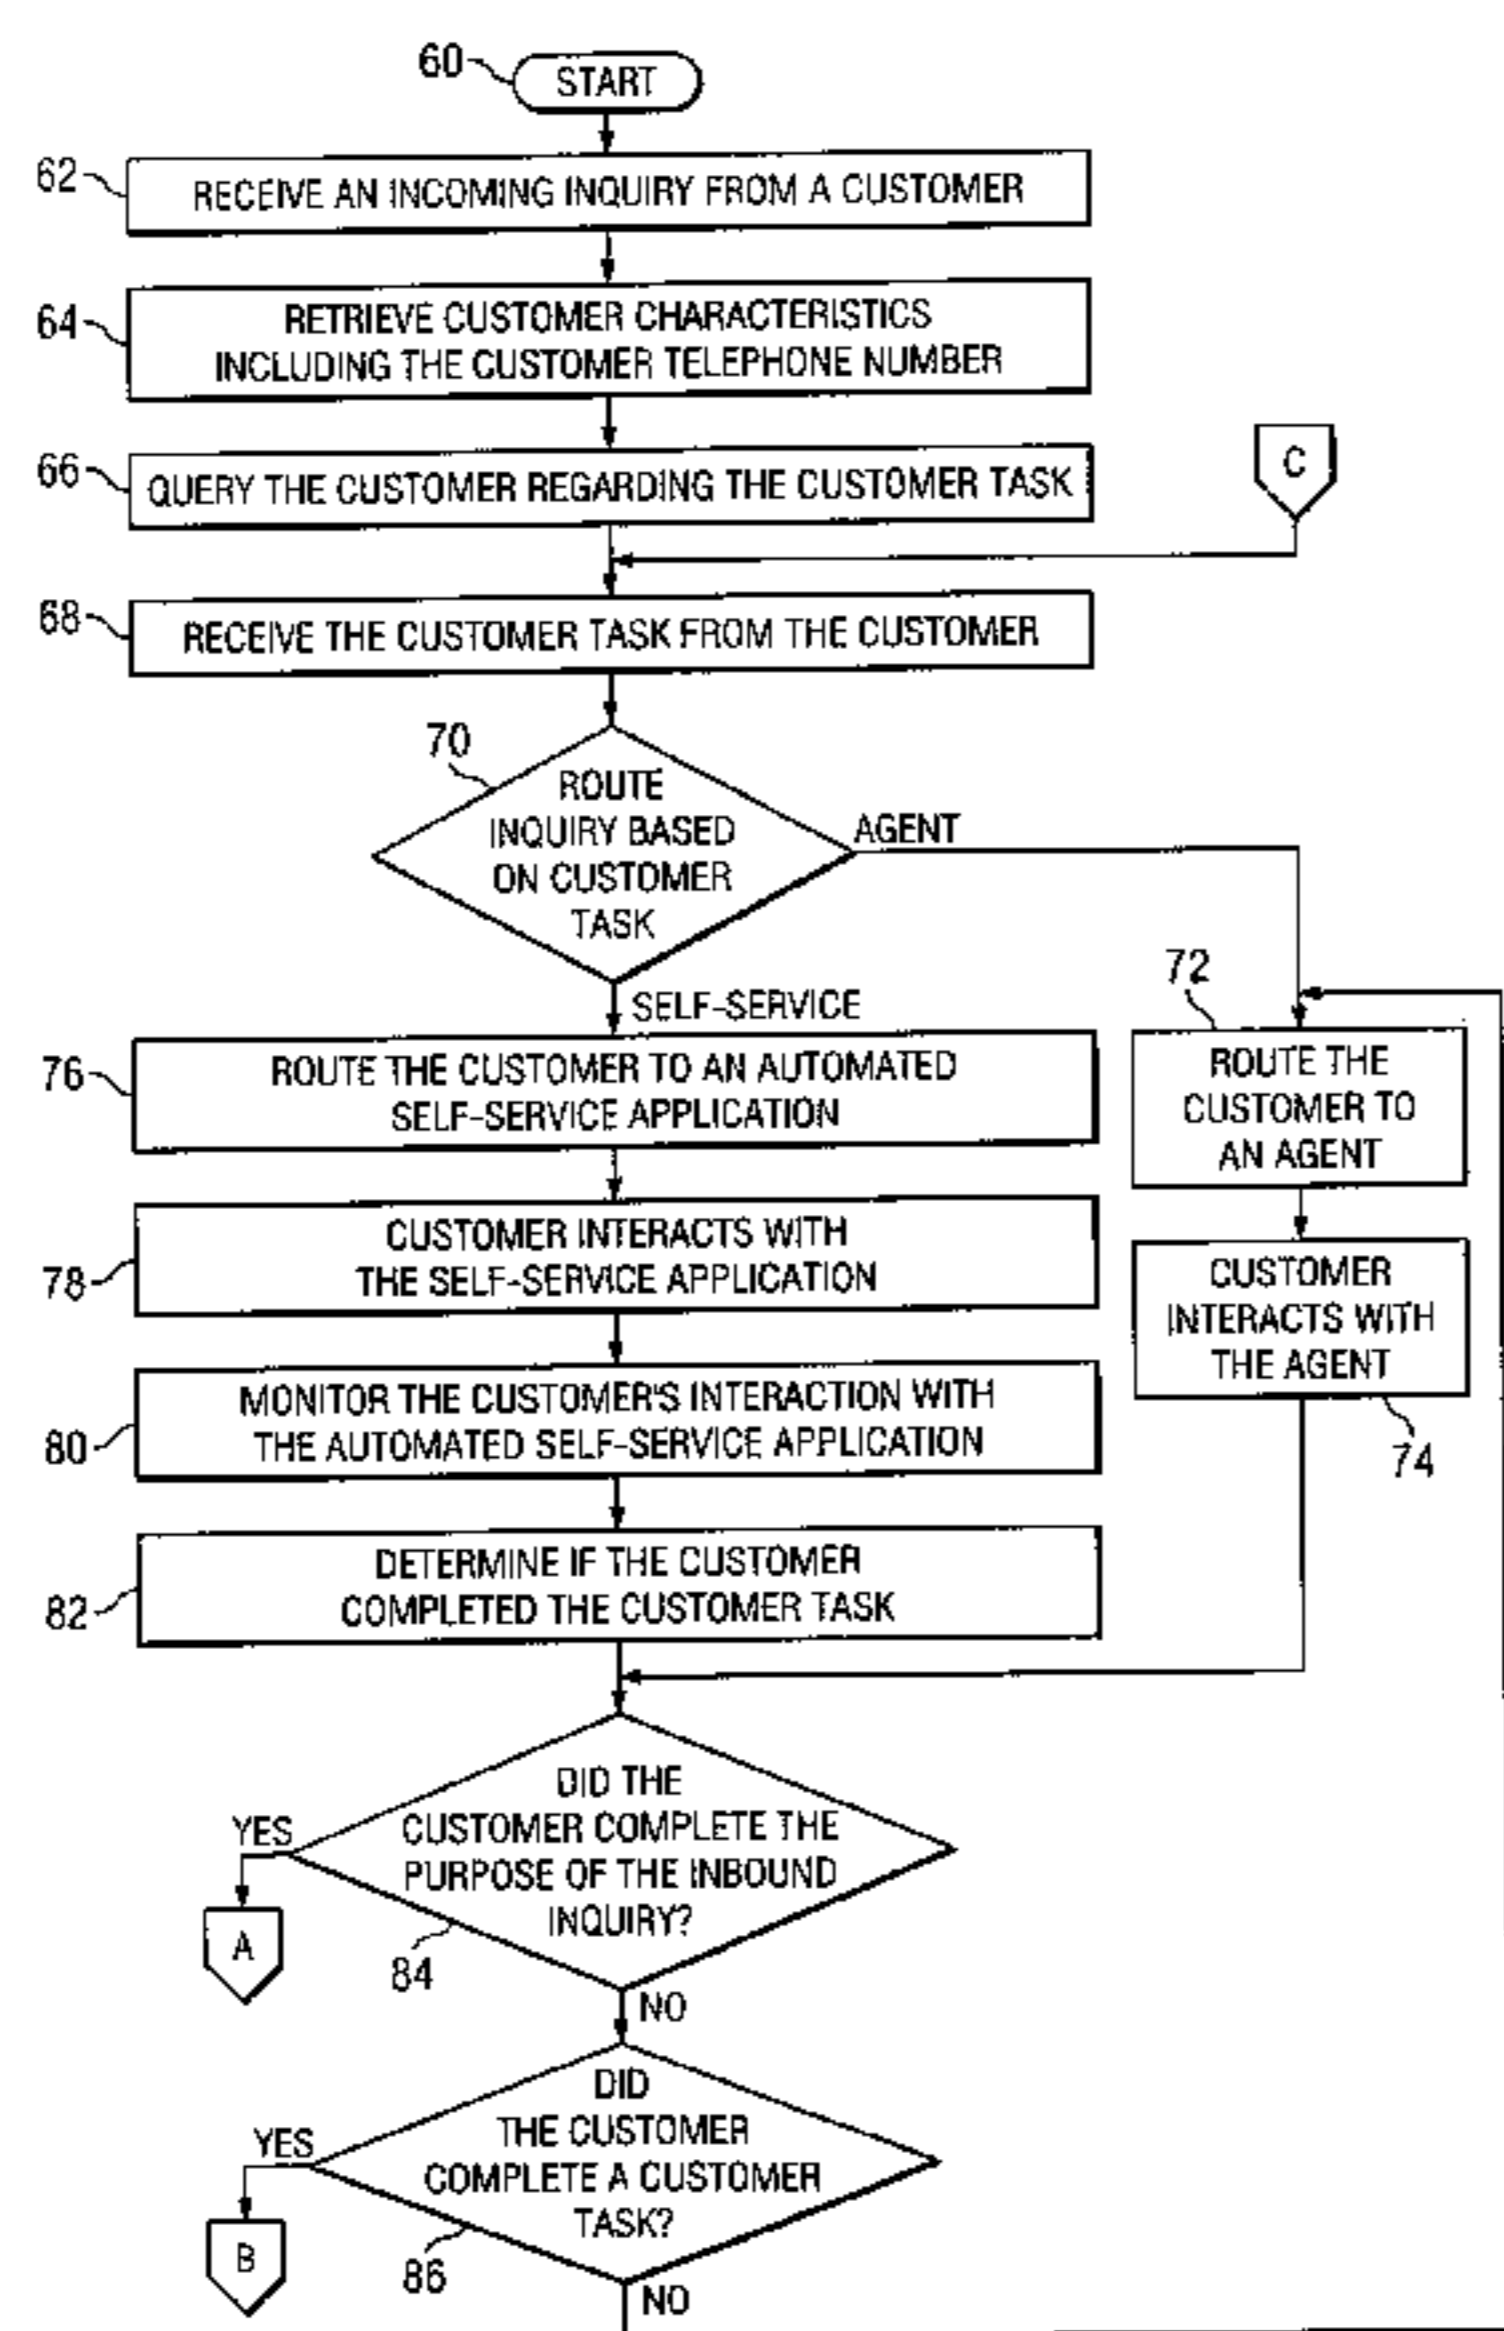 60
START
62
RECEIVE AN INCOMING INQUIRY FROM A CUSTOMER
64
RETRIEVE CUSTOMER CHARACTERISTICS
INCLUDING THE CUSTOMER TELEPHONE NUMBER
66
QUERY THE CUSTOMER REGARDING THE CUSTOMER TASK
C
68
RECEIVE THE CUSTOMER TASK FROM THE CUSTOMER
70
ROUTE
INQUIRY BASED
ON CUSTOMER
TASK
AGENT
SELF-SERVICE
72
ROUTE THE
CUSTOMER TO
AN AGENT
76
ROUTE THE CUSTOMER TO AN AUTOMATED
SELF-SERVICE APPLICATION
78
CUSTOMER INTERACTS WITH
THE SELF-SERVICE APPLICATION
CUSTOMER
INTERACTS WITH
THE AGENT
74
80
MONITOR THE CUSTOMER'S INTERACTION WITH
THE AUTOMATED SELF-SERVICE APPLICATION
82
DETERMINE IF THE CUSTOMER
COMPLETED THE CUSTOMER TASK
DID THE
CUSTOMER COMPLETE THE
PURPOSE OF THE INBOUND
INQUIRY?
YES
A
84
NO
DID
THE CUSTOMER
COMPLETE A CUSTOMER
TASK?
YES
B
86
NO